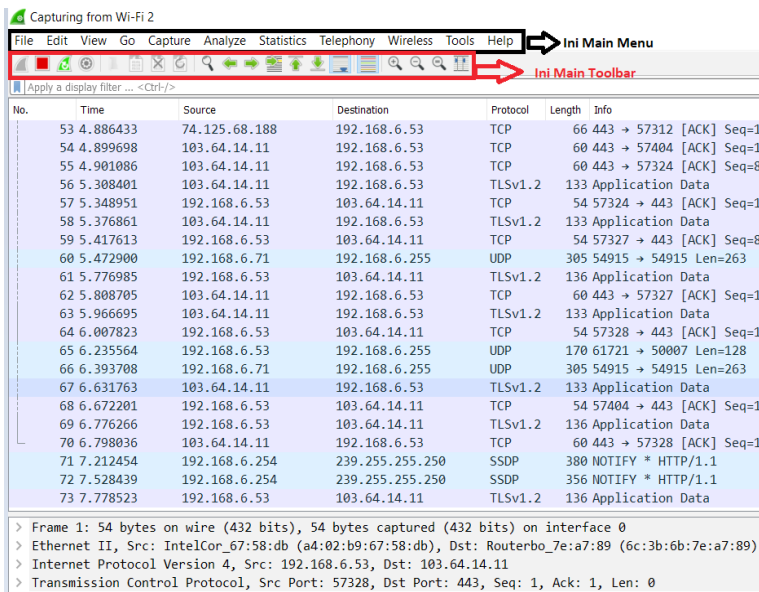 Capturing from Wi-Fi 2
File Edit View Go Capture Analyze Statistics Telephony Wireless Tools Help Ini Main Menu
Ini Main Toolbar
Apply a display filter ... <Ctrl-/>
No. Time Source Destination Protocol Length Info
53 4.886433 74.125.68.188 192.168.6.53 TCP 66 443 → 57312 [ACK] Seq=1
54 4.899698 103.64.14.11 192.168.6.53 TCP 60 443 → 57404 [ACK] Seq=1
55 4.901086 103.64.14.11 192.168.6.53 TCP 60 443 → 57324 [ACK] Seq=8
56 5.308401 103.64.14.11 192.168.6.53 TLSv1.2 133 Application Data
57 5.348951 192.168.6.53 103.64.14.11 TCP 54 57324 → 443 [ACK] Seq=1
58 5.376861 103.64.14.11 192.168.6.53 TLSv1.2 133 Application Data
59 5.417613 192.168.6.53 103.64.14.11 TCP 54 57327 → 443 [ACK] Seq=8
60 5.472900 192.168.6.71 192.168.6.255 UDP 305 54915 → 54915 Len=263
61 5.776985 192.168.6.53 103.64.14.11 TLSv1.2 136 Application Data
62 5.808705 103.64.14.11 192.168.6.53 TCP 60 443 → 57327 [ACK] Seq=1
63 5.966695 103.64.14.11 192.168.6.53 TLSv1.2 133 Application Data
64 6.007823 192.168.6.53 103.64.14.11 TCP 54 57328 → 443 [ACK] Seq=1
65 6.235564 192.168.6.53 192.168.6.255 UDP 170 61721 → 50007 Len=128
66 6.393708 192.168.6.71 192.168.6.255 UDP 305 54915 → 54915 Len=263
67 6.631763 103.64.14.11 192.168.6.53 TLSv1.2 133 Application Data
68 6.672201 192.168.6.53 103.64.14.11 TCP 54 57404 → 443 [ACK] Seq=1
69 6.776266 192.168.6.53 103.64.14.11 TLSv1.2 136 Application Data
70 6.798036 103.64.14.11 192.168.6.53 TCP 60 443 → 57328 [ACK] Seq=1
71 7.212454 192.168.6.254 239.255.255.250 SSDP 380 NOTIFY * HTTP/1.1
72 7.528439 192.168.6.254 239.255.255.250 SSDP 356 NOTIFY * HTTP/1.1
73 7.778523 192.168.6.53 103.64.14.11 TLSv1.2 136 Application Data
> Frame 1: 54 bytes on wire (432 bits), 54 bytes captured (432 bits) on interface 0
> Ethernet II, Src: IntelCor_67:58:db (a4:02:b9:67:58:db), Dst: Routerbo_7e:a7:89 (6c:3b:6b:7e:a7:89)
> Internet Protocol Version 4, Src: 192.168.6.53, Dst: 103.64.14.11
> Transmission Control Protocol, Src Port: 57328, Dst Port: 443, Seq: 1, Ack: 1, Len: 0